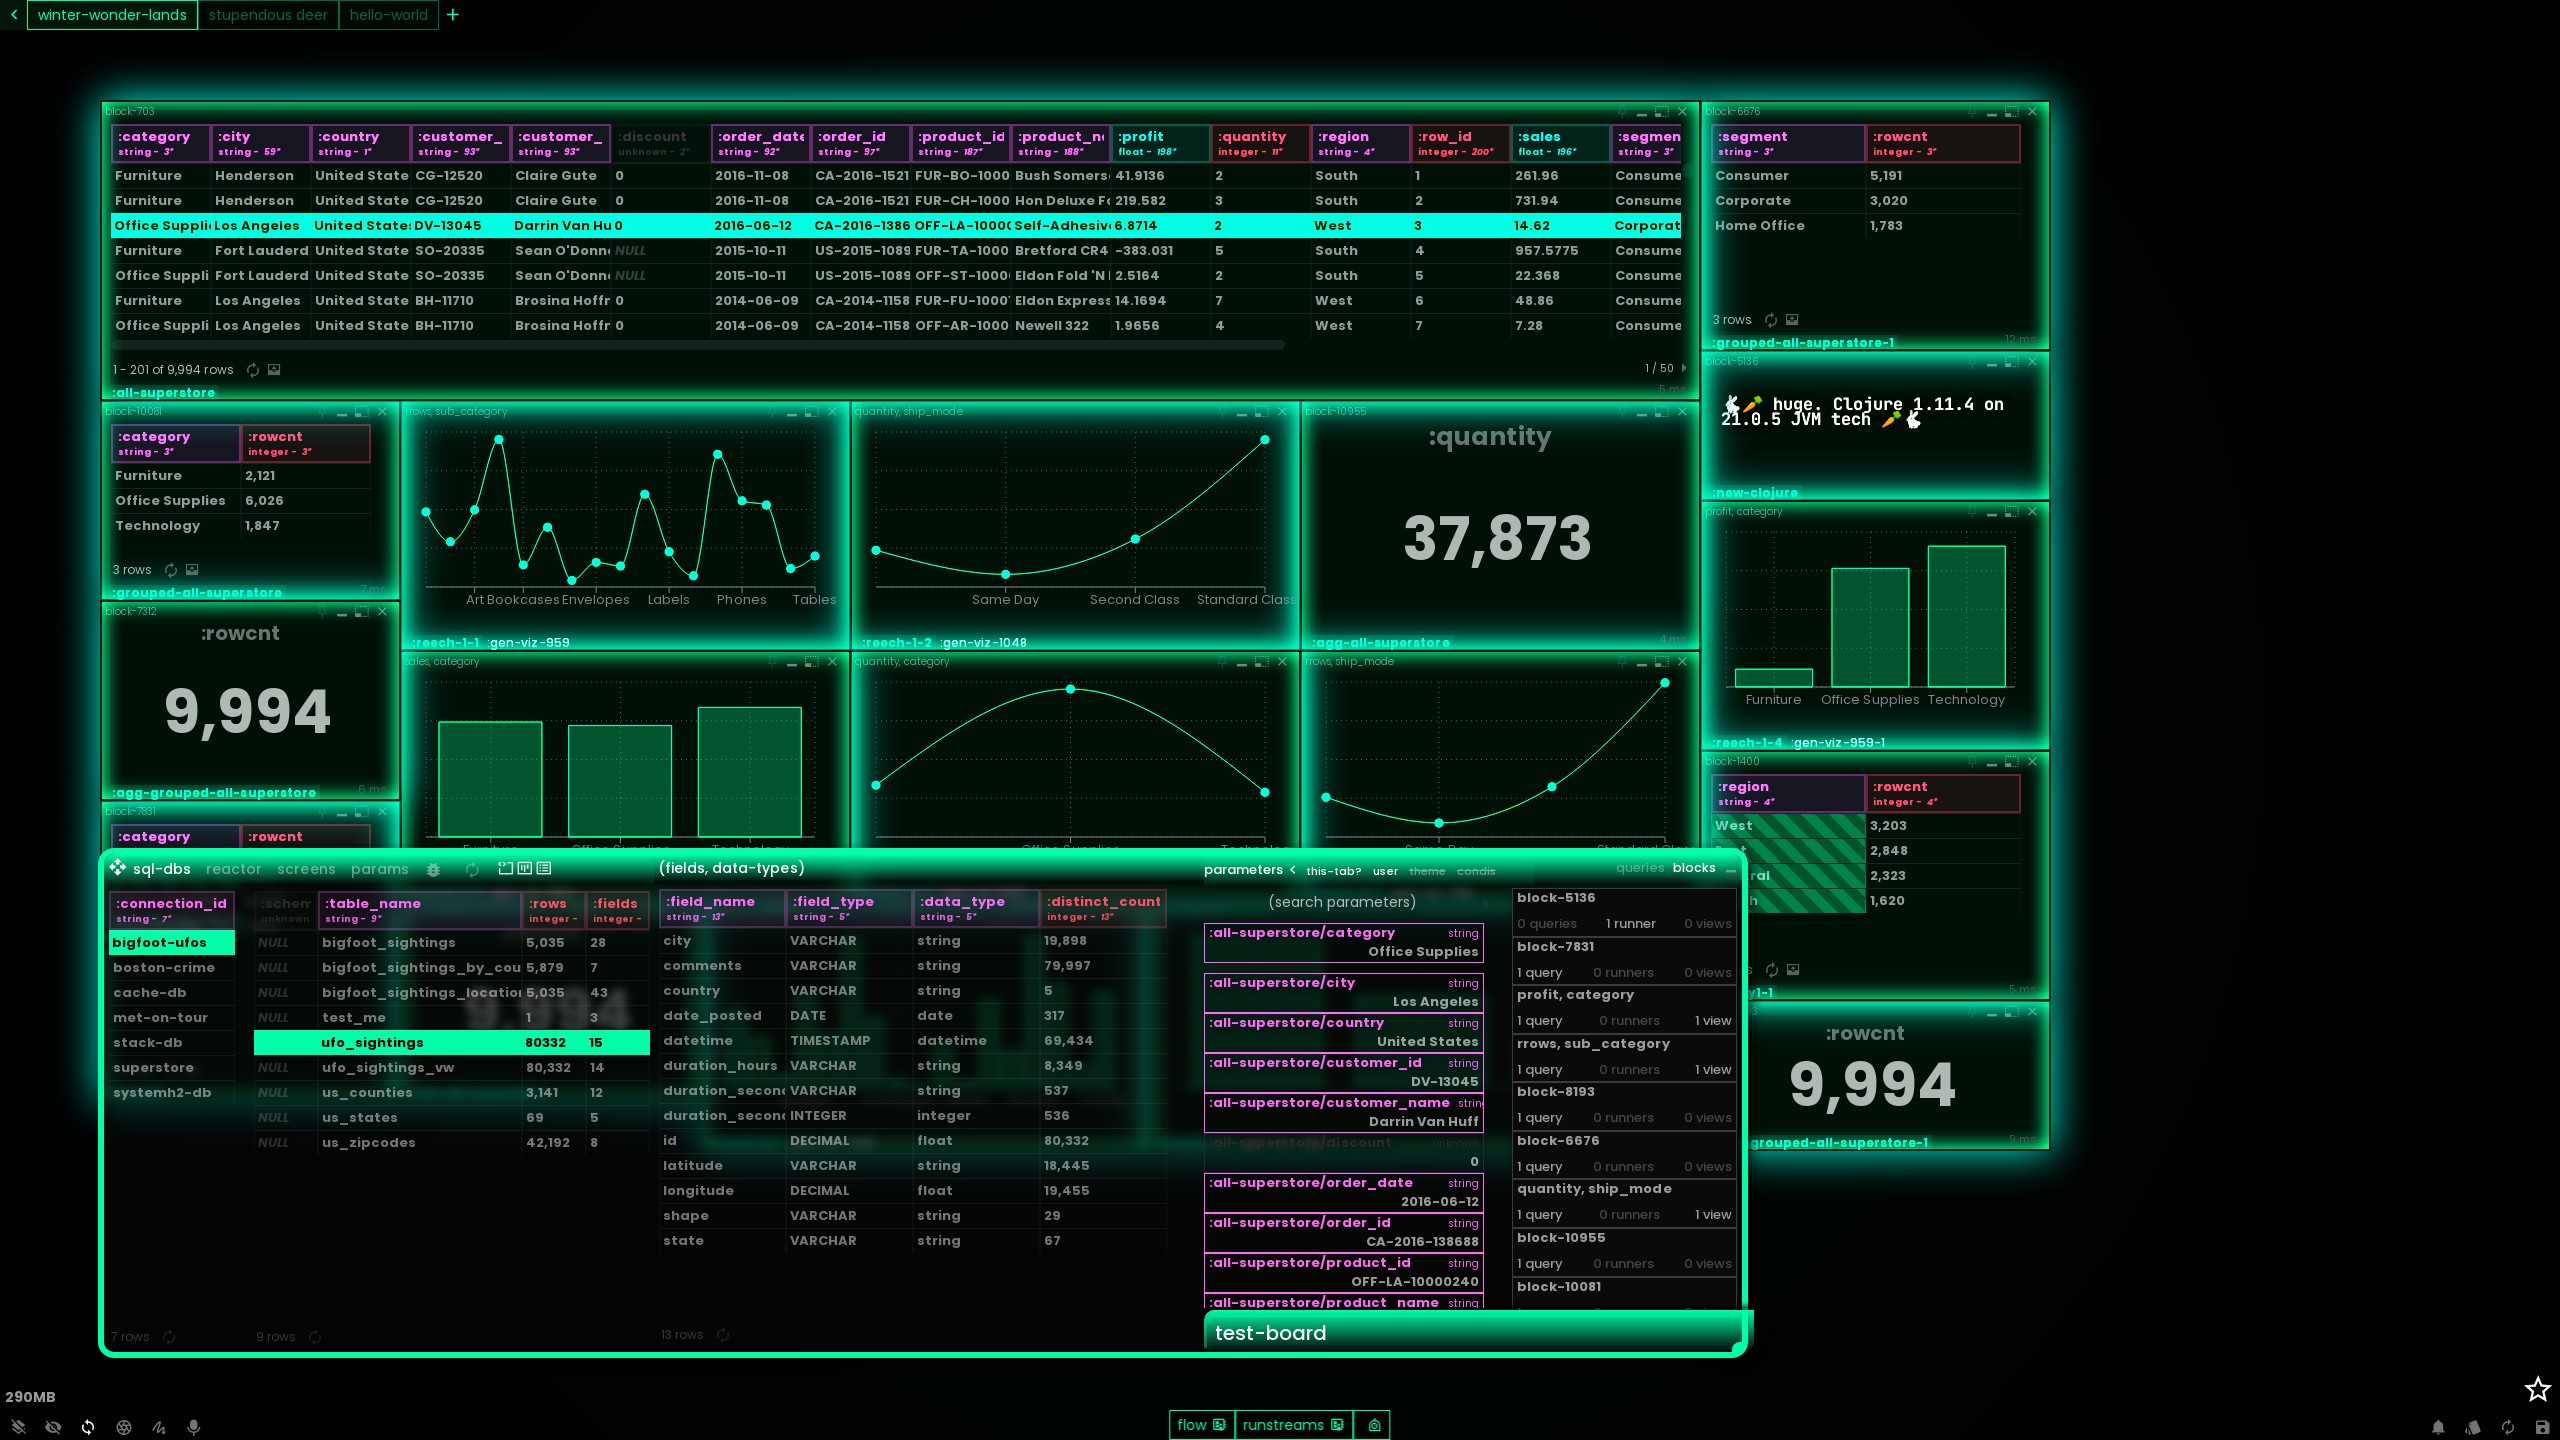 winter-wonder-lands stupendous deer hello-world +
block-703
:category :city :country :customer_ :customer_ :discount :order_date :order_id :product_id :product_n :profit :quantity :region :row_id :sales :segmen
string - 3* string - 59* string - 1* string - 93* string - 93* unknown - 2* string - 92* string - 97* string - 187* string - 188* float - 198* integer - 11* string - 4* integer - 200* float - 196* string - 3*
Furniture Henderson United State CG-12520 Claire Gute 0 2016-11-08 CA-2016-1521 FUR-BO-1000 Bush Somers 41.9136 2 South 1 261.96 Consume
Furniture Henderson United State CG-12520 Claire Gute 0 2016-11-08 CA-2016-1521 FUR-CH-1000 Hon Deluxe F 219.582 3 South 2 731.94 Consume
Office Suppli Los Angeles United States DV-13045 Darrin Van Hu 0 2016-06-12 CA-2016-1386 OFF-LA-1000 Self-Adhesiv 6.8714 2 West 3 14.62 Corporat
Furniture Fort Lauderd United State SO-20335 Sean O'Donn NULL 2015-10-11 US-2015-1089 FUR-TA-1000 Bretford CR4 -383.031 5 South 4 957.5775 Consume
Office Suppli Fort Lauderd United State SO-20335 Sean O'Donn NULL 2015-10-11 US-2015-1089 OFF-ST-1000 Eldon Fold 'N 2.5164 2 South 5 22.368 Consume
Furniture Los Angeles United State BH-11710 Brosina Hoffr 0 2014-06-09 CA-2014-1158 FUR-FU-1000 Eldon Express 14.1694 7 West 6 48.86 Consume
Office Suppli Los Angeles United State BH-11710 Brosina Hoffr 0 2014-06-09 CA-2014-1158 OFF-AR-1000 Newell 322 1.9656 4 West 7 7.28 Consume
1 - 201 of 9,994 rows 1 / 50
5 ms
:all-superstore
block-6676
:segment :rowcnt
string - 3* integer - 3*
Consumer 5,191
Corporate 3,020
Home Office 1,783
3 rows
:grouped-all-superstore-1 12 ms
block-5136
🐇🥕 huge. Clojure 1.11.4 on
21.0.5 JVM tech 🥕🐇
:new-clojure
block-10081
:category :rowcnt
string - 3* integer - 3*
Furniture 2,121
Office Supplies 6,026
Technology 1,847
3 rows
:grouped-all-superstore 7 ms
rrows, sub_category
Art Bookcases Envelopes Labels Phones Tables
:reech-1-1 :gen-viz-959
quantity, ship_mode
Same Day Second Class Standard Class
:reech-1-2 :gen-viz-1048
block-10955
:quantity
37,873
:agg-all-superstore 4 ms
profit, category
Furniture Office Supplies Technology
:reech-1-4 :gen-viz-959-1
block-7312
:rowcnt
9,994
:agg-grouped-all-superstore 6 ms
sales, category
Furniture Office Supplies Technology
quantity, category
Office Supplies
rrows, ship_mode
Same Day Standard Clas
block-1400
:region :rowcnt
string - 4* integer - 4*
West 3,203
2,848
ral 2,323
h 1,620
5 ms
block-7831
:category :rowcnt
:rowcnt
9,994
grouped-all-superstore-1 9 ms
sql-dbs reactor screens params
:connection_id
string - 7*
bigfoot-ufos
boston-crime
cache-db
met-on-tour
stack-db
superstore
systemh2-db
7 rows
:schem :table_name :rows :fields
unknown string - 9* integer - integer -
NULL bigfoot_sightings 5,035 28
NULL bigfoot_sightings_by_cou 5,879 7
NULL bigfoot_sightings_locatio 5,035 43
NULL test_me 1 3
ufo_sightings 80332 15
NULL ufo_sightings_vw 80,332 14
NULL us_counties 3,141 12
NULL us_states 69 5
NULL us_zipcodes 42,192 8
9 rows
(fields, data-types)
:field_name :field_type :data_type :distinct_count
string - 13* string - 5* string - 5* integer - 13*
city VARCHAR string 19,898
comments VARCHAR string 79,997
country VARCHAR string 5
date_posted DATE date 317
datetime TIMESTAMP datetime 69,434
duration_hours VARCHAR string 8,349
duration_second VARCHAR string 537
duration_second INTEGER integer 536
id DECIMAL float 80,332
latitude VARCHAR string 18,445
longitude DECIMAL float 19,455
shape VARCHAR string 29
state VARCHAR string 67
13 rows
parameters this-tab? user theme condis
(search parameters)
:all-superstore/category string
Office Supplies
:all-superstore/city string
Los Angeles
:all-superstore/country string
United States
:all-superstore/customer_id string
DV-13045
:all-superstore/customer_name strin
Darrin Van Huff
:all-superstore/discount unknown
0
:all-superstore/order_date string
2016-06-12
:all-superstore/order_id string
CA-2016-138688
:all-superstore/product_id string
OFF-LA-10000240
:all-superstore/product_name string
queries blocks
block-5136
0 queries 1 runner 0 views
block-7831
1 query 0 runners 0 views
profit, category
1 query 0 runners 1 view
rrows, sub_category
1 query 0 runners 1 view
block-8193
1 query 0 runners 0 views
block-6676
1 query 0 runners 0 views
quantity, ship_mode
1 query 0 runners 1 view
block-10955
1 query 0 runners 0 views
block-10081
test-board
290MB
flow runstreams